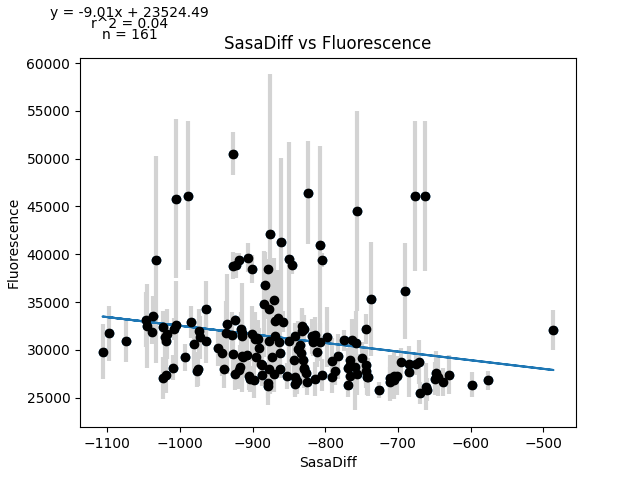 y = -9.01x + 23524.49
r^2 = 0.04
n = 161
SasaDiff vs Fluorescence
60000
55000
50000
45000
40000
35000
30000
25000
Fluorescence
−1100 −1000 −900 −800 −700 −600 −500
SasaDiff